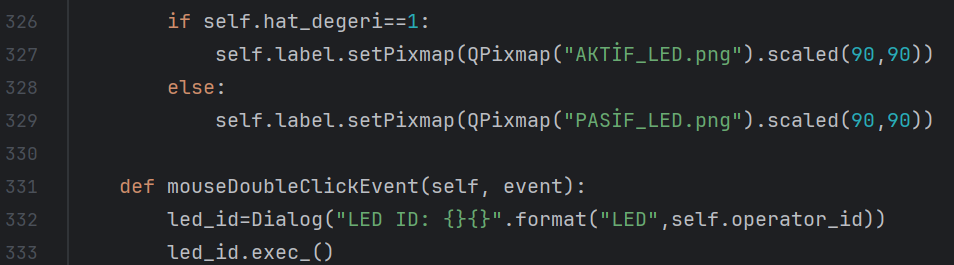 326 if self.hat_degeri==1:
327 self.label.setPixmap(QPixmap("AKTİF_LED.png").scaled(90,90))
328 else:
329 self.label.setPixmap(QPixmap("PASİF_LED.png").scaled(90,90))
330
331 def mouseDoubleClickEvent(self, event):
332 led_id=Dialog("LED ID: {}{}".format("LED",self.operator_id))
333 led_id.exec_()